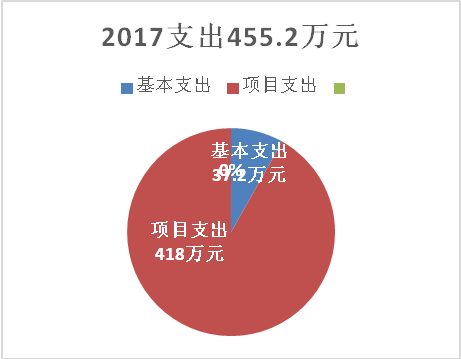 2017支出455.2万元
基本支出 项目支出
基本支出
37.2万元
0%
项目支出
418万元